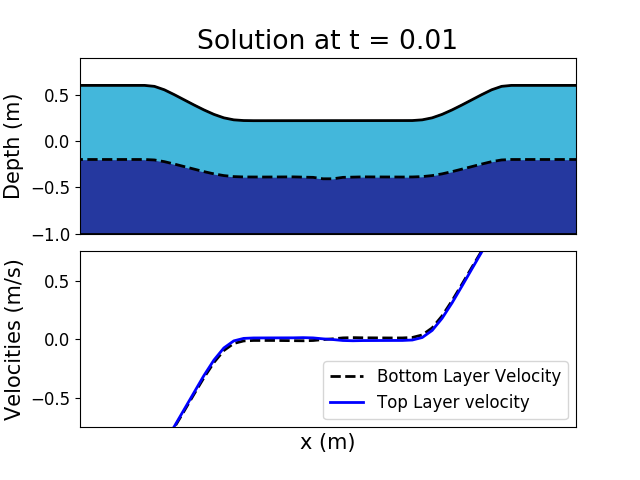 Solution at t = 0.01
Depth (m)
0.5
0.0
−0.5
−1.0
Velocities (m/s)
0.5
0.0
−0.5
Bottom Layer Velocity
Top Layer velocity
x (m)